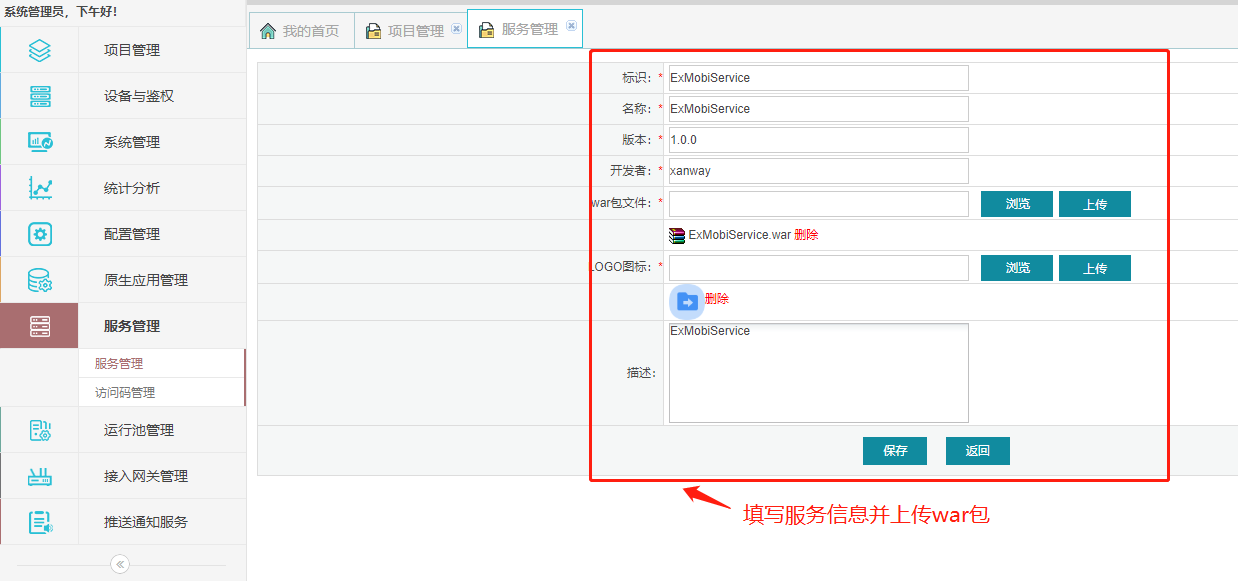 系统管理员，下午好！
项目管理
设备与鉴权
系统管理
统计分析
配置管理
原生应用管理
服务管理
服务管理
访问码管理
运行池管理
接入网关管理
推送通知服务
我的首页
项目管理
服务管理
标识：* ExMobiService
名称：* ExMobiService
版本：* 1.0.0
开发者：* xanway
war包文件：* 浏览 上传
ExMobiService.war 删除
LOGO图标：* 浏览 上传
删除
描述： ExMobiService
保存 返回
填写服务信息并上传war包